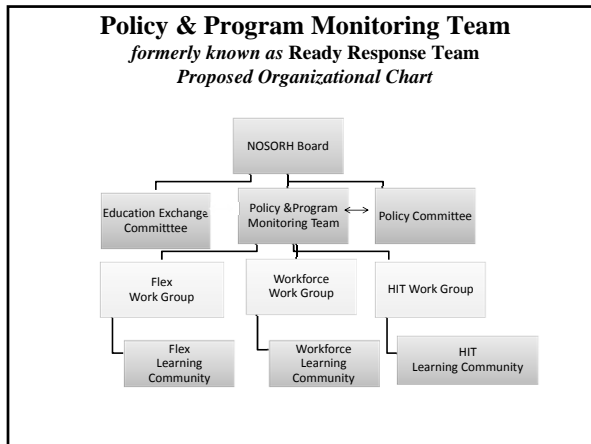 Policy & Program Monitoring Team
formerly known as Ready Response Team
Proposed Organizational Chart
NOSORH Board
Education Exchange
Committtee
Policy &Program
Monitoring Team
Policy Committee
Flex
Work Group
Workforce
Work Group
HIT Work Group
Flex
Learning
Community
Workforce
Learning
Community
HIT
Learning Community